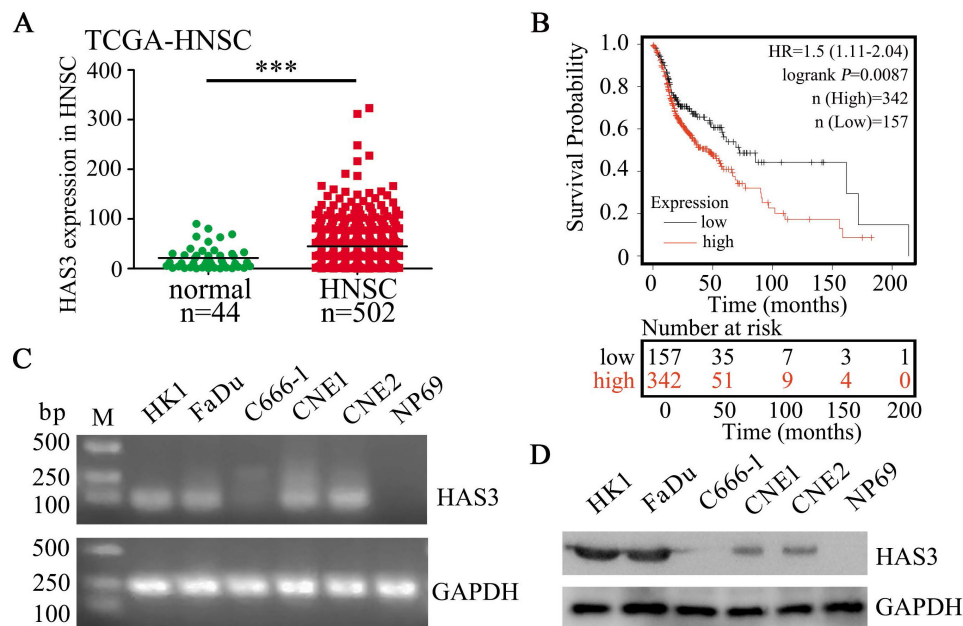 A
TCGA-HNSC
HAS3 expression in HNSC
***
400
300
200
100
0
normal
n=44
HNSC
n=502
B
Survival Probability
1.0
0.8
0.6
0.4
0.2
0
HR=1.5 (1.11-2.04)
logrank P=0.0087
n (High)=342
n (Low)=157
Expression
low
high
0 50 100 150 200
Time (months)
Number at risk
low 157 35 7 3 1
high 342 51 9 4 0
0 50 100 150 200
Time (months)
C
bp M HK1 FaDu C666-1 CNE1 CNE2 NP69
500
250
100
HAS3
500
250
100
GAPDH
D
HK1 FaDu C666-1 CNE1 CNE2 NP69
HAS3
GAPDH